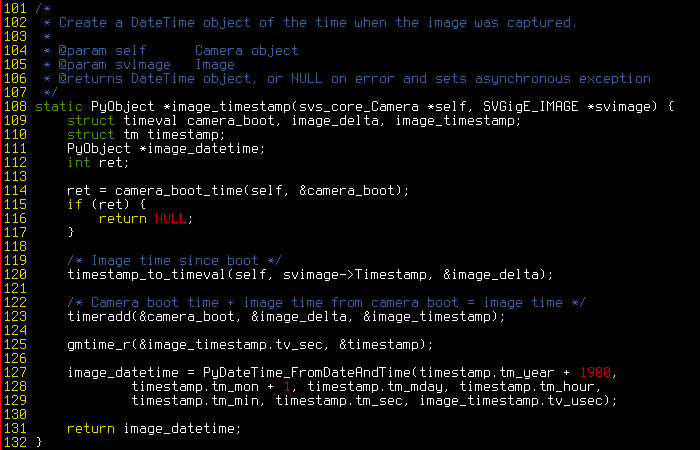 101 /*
102  * Create a DateTime object of the time when the image was captured.
103  *
104  * @param self      Camera object
105  * @param svimage   Image
106  * @returns DateTime object, or NULL on error and sets asynchronous exception
107  */
108 static PyObject *image_timestamp(svs_core_Camera *self, SVGigE_IMAGE *svimage) {
109     struct timeval camera_boot, image_delta, image_timestamp;
110     struct tm timestamp;
111     PyObject *image_datetime;
112     int ret;
113
114     ret = camera_boot_time(self, &camera_boot);
115     if (ret) {
116         return NULL;
117     }
118
119     /* Image time since boot */
120     timestamp_to_timeval(self, svimage->Timestamp, &image_delta);
121
122     /* Camera boot time + image time from camera boot = image time */
123     timeradd(&camera_boot, &image_delta, &image_timestamp);
124
125     gmtime_r(&image_timestamp.tv_sec, &timestamp);
126
127     image_datetime = PyDateTime_FromDateAndTime(timestamp.tm_year + 1900,
128             timestamp.tm_mon + 1, timestamp.tm_mday, timestamp.tm_hour,
129             timestamp.tm_min, timestamp.tm_sec, image_timestamp.tv_usec);
130
131     return image_datetime;
132 }